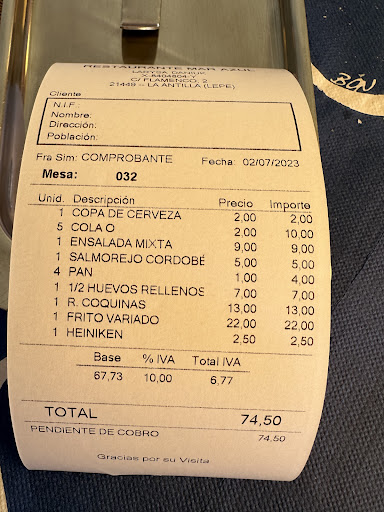 RESTAURANTE MAR AZUL
LARYSA DANIUK
X-8404804-Y
C/ FLAMENCO, 2
21449 – LA ANTILLA (LEPE)
Cliente
N.I.F.:
Nombre:
Dirección:
Población:
Fra Sim: COMPROBANTE Fecha: 02/07/2023
Mesa: 032
Unid. Descripción Precio Importe
1 COPA DE CERVEZA 2,00 2,00
5 COLA O 2,00 10,00
1 ENSALADA MIXTA 9,00 9,00
1 SALMOREJO CORDOBÉ 5,00 5,00
4 PAN 1,00 4,00
1 1/2 HUEVOS RELLENOS 7,00 7,00
1 R. COQUINAS 13,00 13,00
1 FRITO VARIADO 22,00 22,00
1 HEINIKEN 2,50 2,50
Base % IVA Total IVA
67,73 10,00 6,77
TOTAL 74,50
PENDIENTE DE COBRO 74,50
Gracias por su Visita